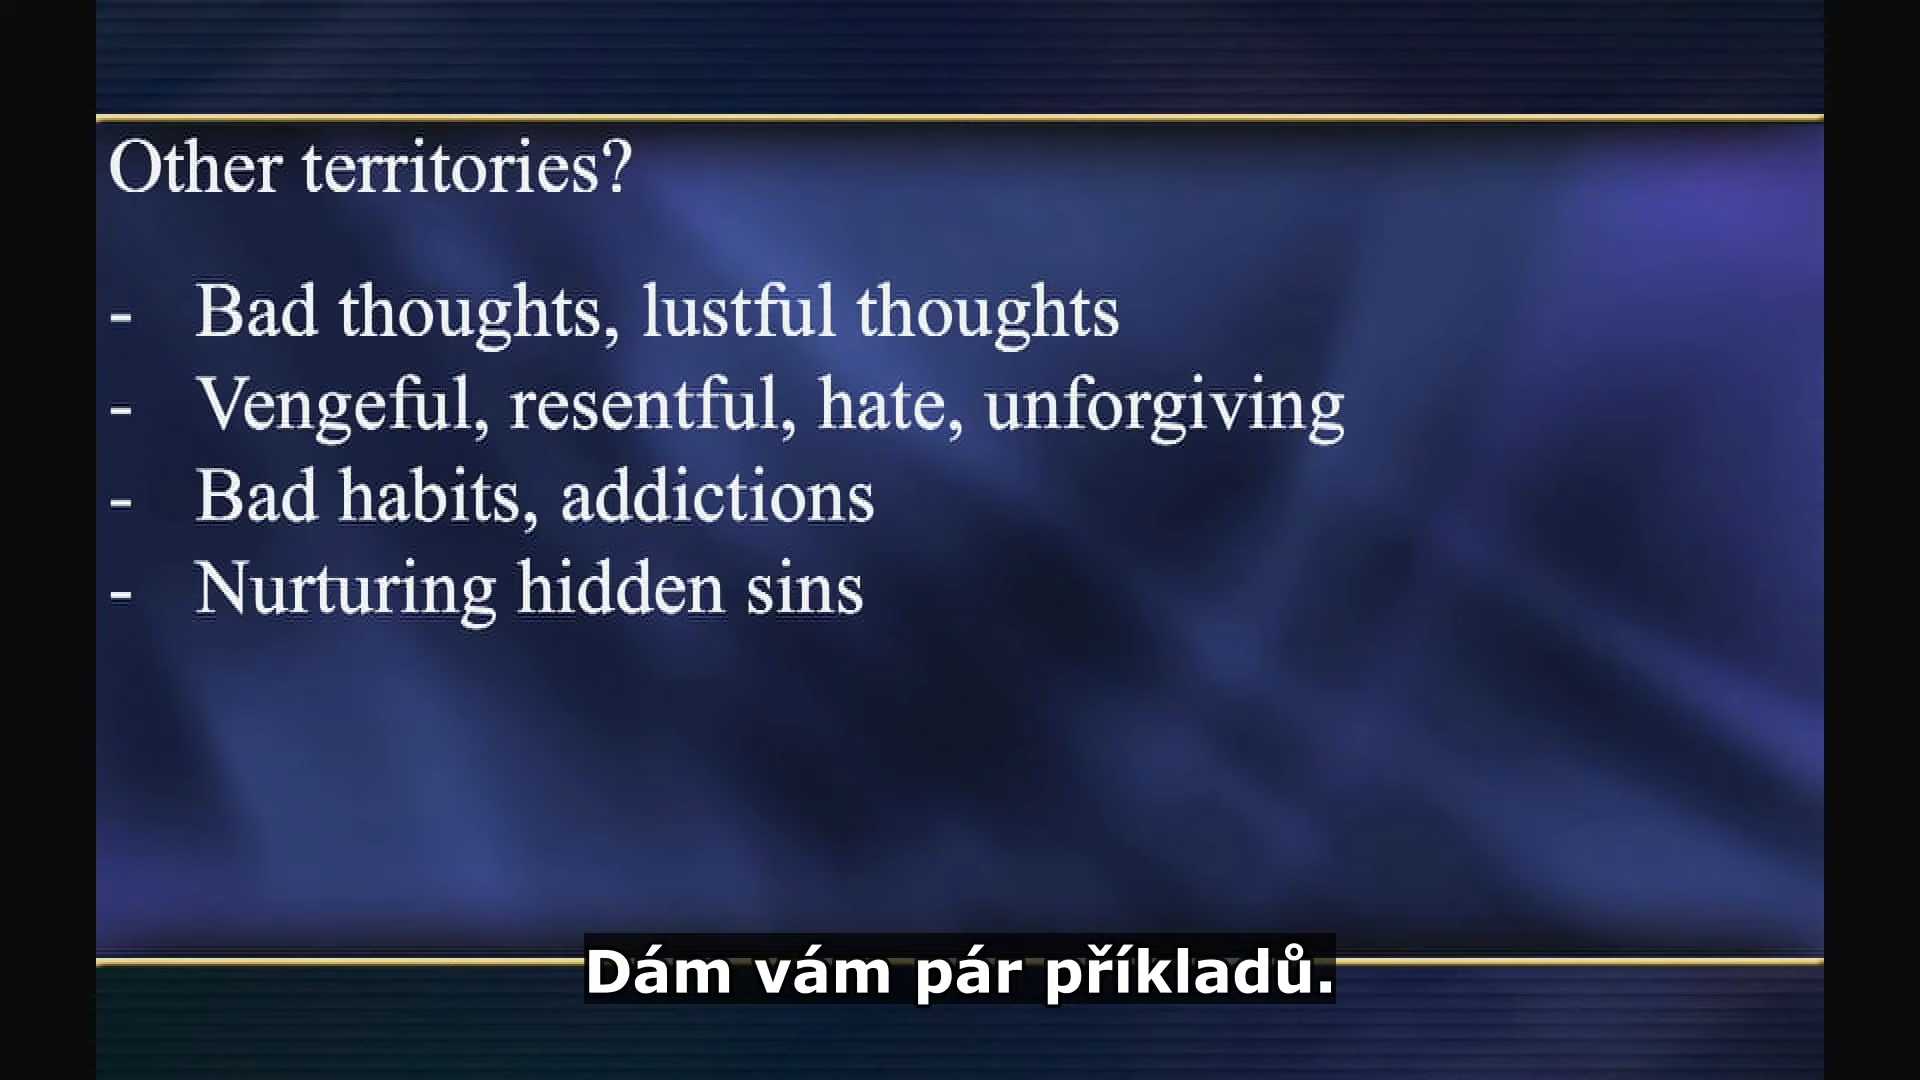 Other territories?
- Bad thoughts, lustful thoughts
- Vengeful, resentful, hate, unforgiving
- Bad habits, addictions
- Nurturing hidden sins
Dám vám pár příkladů.